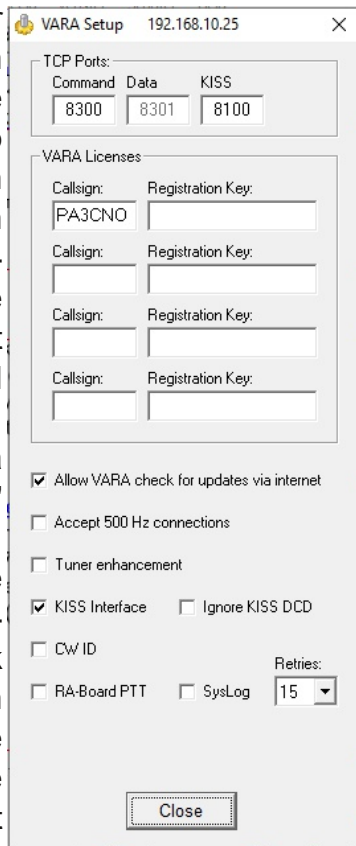 VARA Setup 192.168.10.25
TCP Ports:
Command Data KISS
8300 8301 8100
VARA Licenses
Callsign: Registration Key:
PA3CNO
Callsign: Registration Key:
Callsign: Registration Key:
Callsign: Registration Key:
Allow VARA check for updates via internet
Accept 500 Hz connections
Tuner enhancement
KISS Interface Ignore KISS DCD
CW ID
Retries:
RA-Board PTT SysLog 15
Close